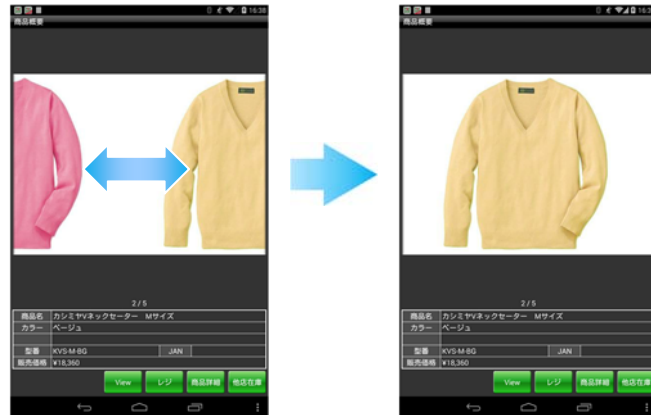 16:38
商品概要
2 / 5
商品名 カシミヤVネックセーター Mサイズ
カラー ベージュ
型番 KVS-M-BG JAN
販売価格 ¥18,360
View レジ 商品詳細 他店在庫
商品概要
2 / 5
商品名 カシミヤVネックセーター Mサイズ
カラー ベージュ
型番 KVS-M-BG JAN
販売価格 ¥18,360
View レジ 商品詳細 他店在庫